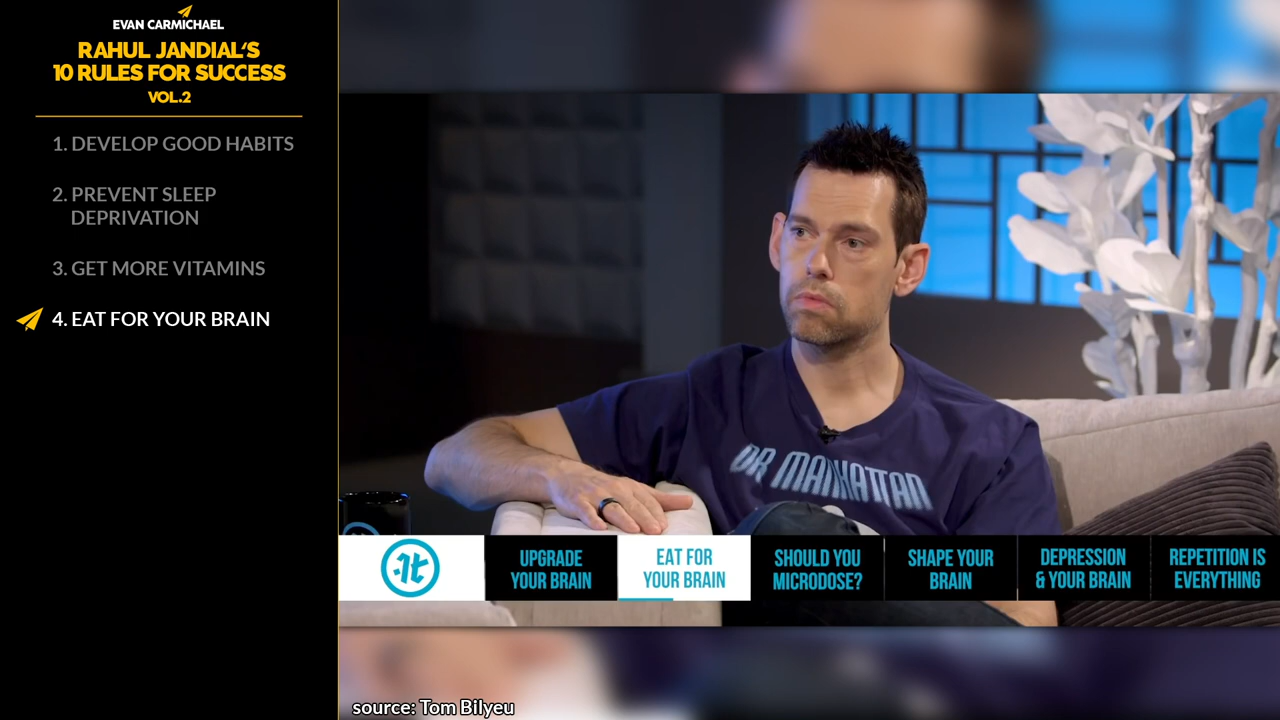 EVAN CARMICHAEL
RAHUL JANDIAL'S
10 RULES FOR SUCCESS
VOL.2
1. DEVELOP GOOD HABITS
2. PREVENT SLEEP
DEPRIVATION
3. GET MORE VITAMINS
4. EAT FOR YOUR BRAIN
DR MANHATTAN
UPGRADE
YOUR BRAIN
EAT FOR
YOUR BRAIN
SHOULD YOU
MICRODOSE?
SHAPE YOUR
BRAIN
DEPRESSION
& YOUR BRAIN
REPETITION IS
EVERYTHING
source: Tom Bilyeu